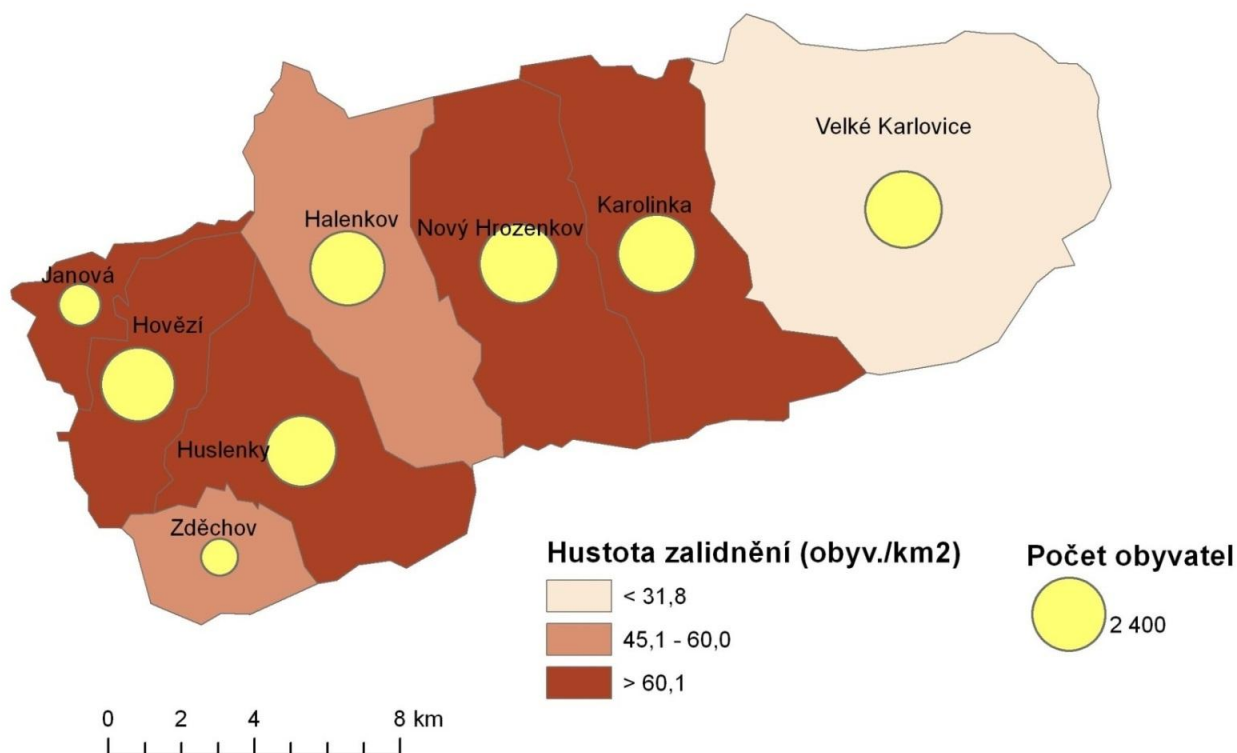 Velké Karlovice
Karolinka
Halenkov
Nový Hrozenkov
Janová
Hovězí
Huslenky
Zděchov
Hustota zalidnění (obyv./km2)
< 31,8
45,1 - 60,0
> 60,1
Počet obyvatel
2 400
0 2 4 8 km